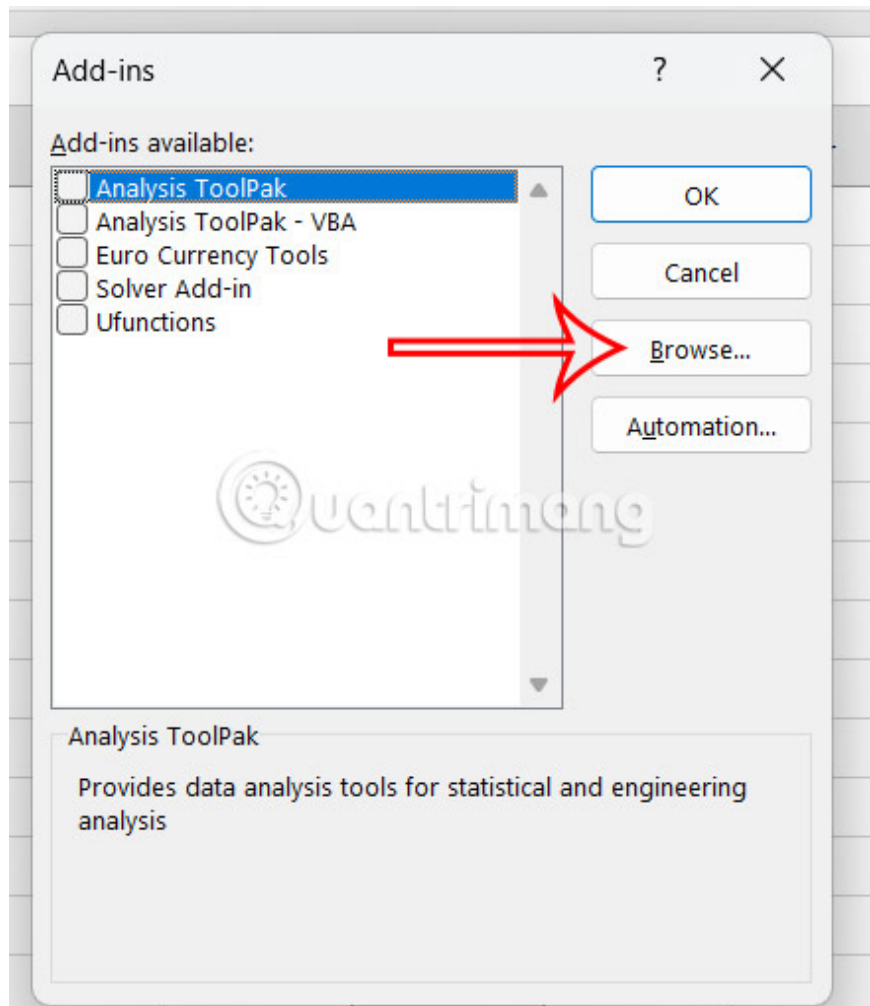 Add-ins ?
Add-ins available:
Analysis ToolPak
Analysis ToolPak - VBA
Euro Currency Tools
Solver Add-in
Ufunctions
OK
Cancel
Browse...
Automation...
Quantrimang
Analysis ToolPak
Provides data analysis tools for statistical and engineering
analysis